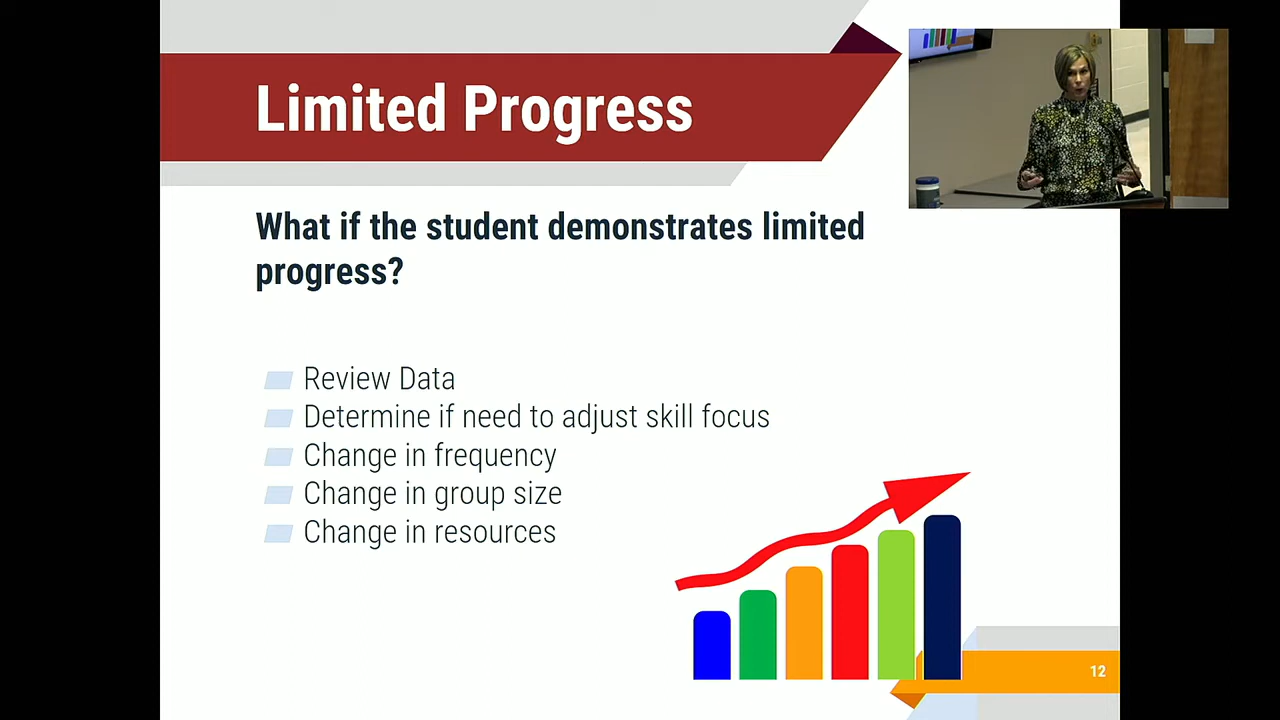 Limited Progress
What if the student demonstrates limited
progress?
Review Data
Determine if need to adjust skill focus
Change in frequency
Change in group size
Change in resources
12